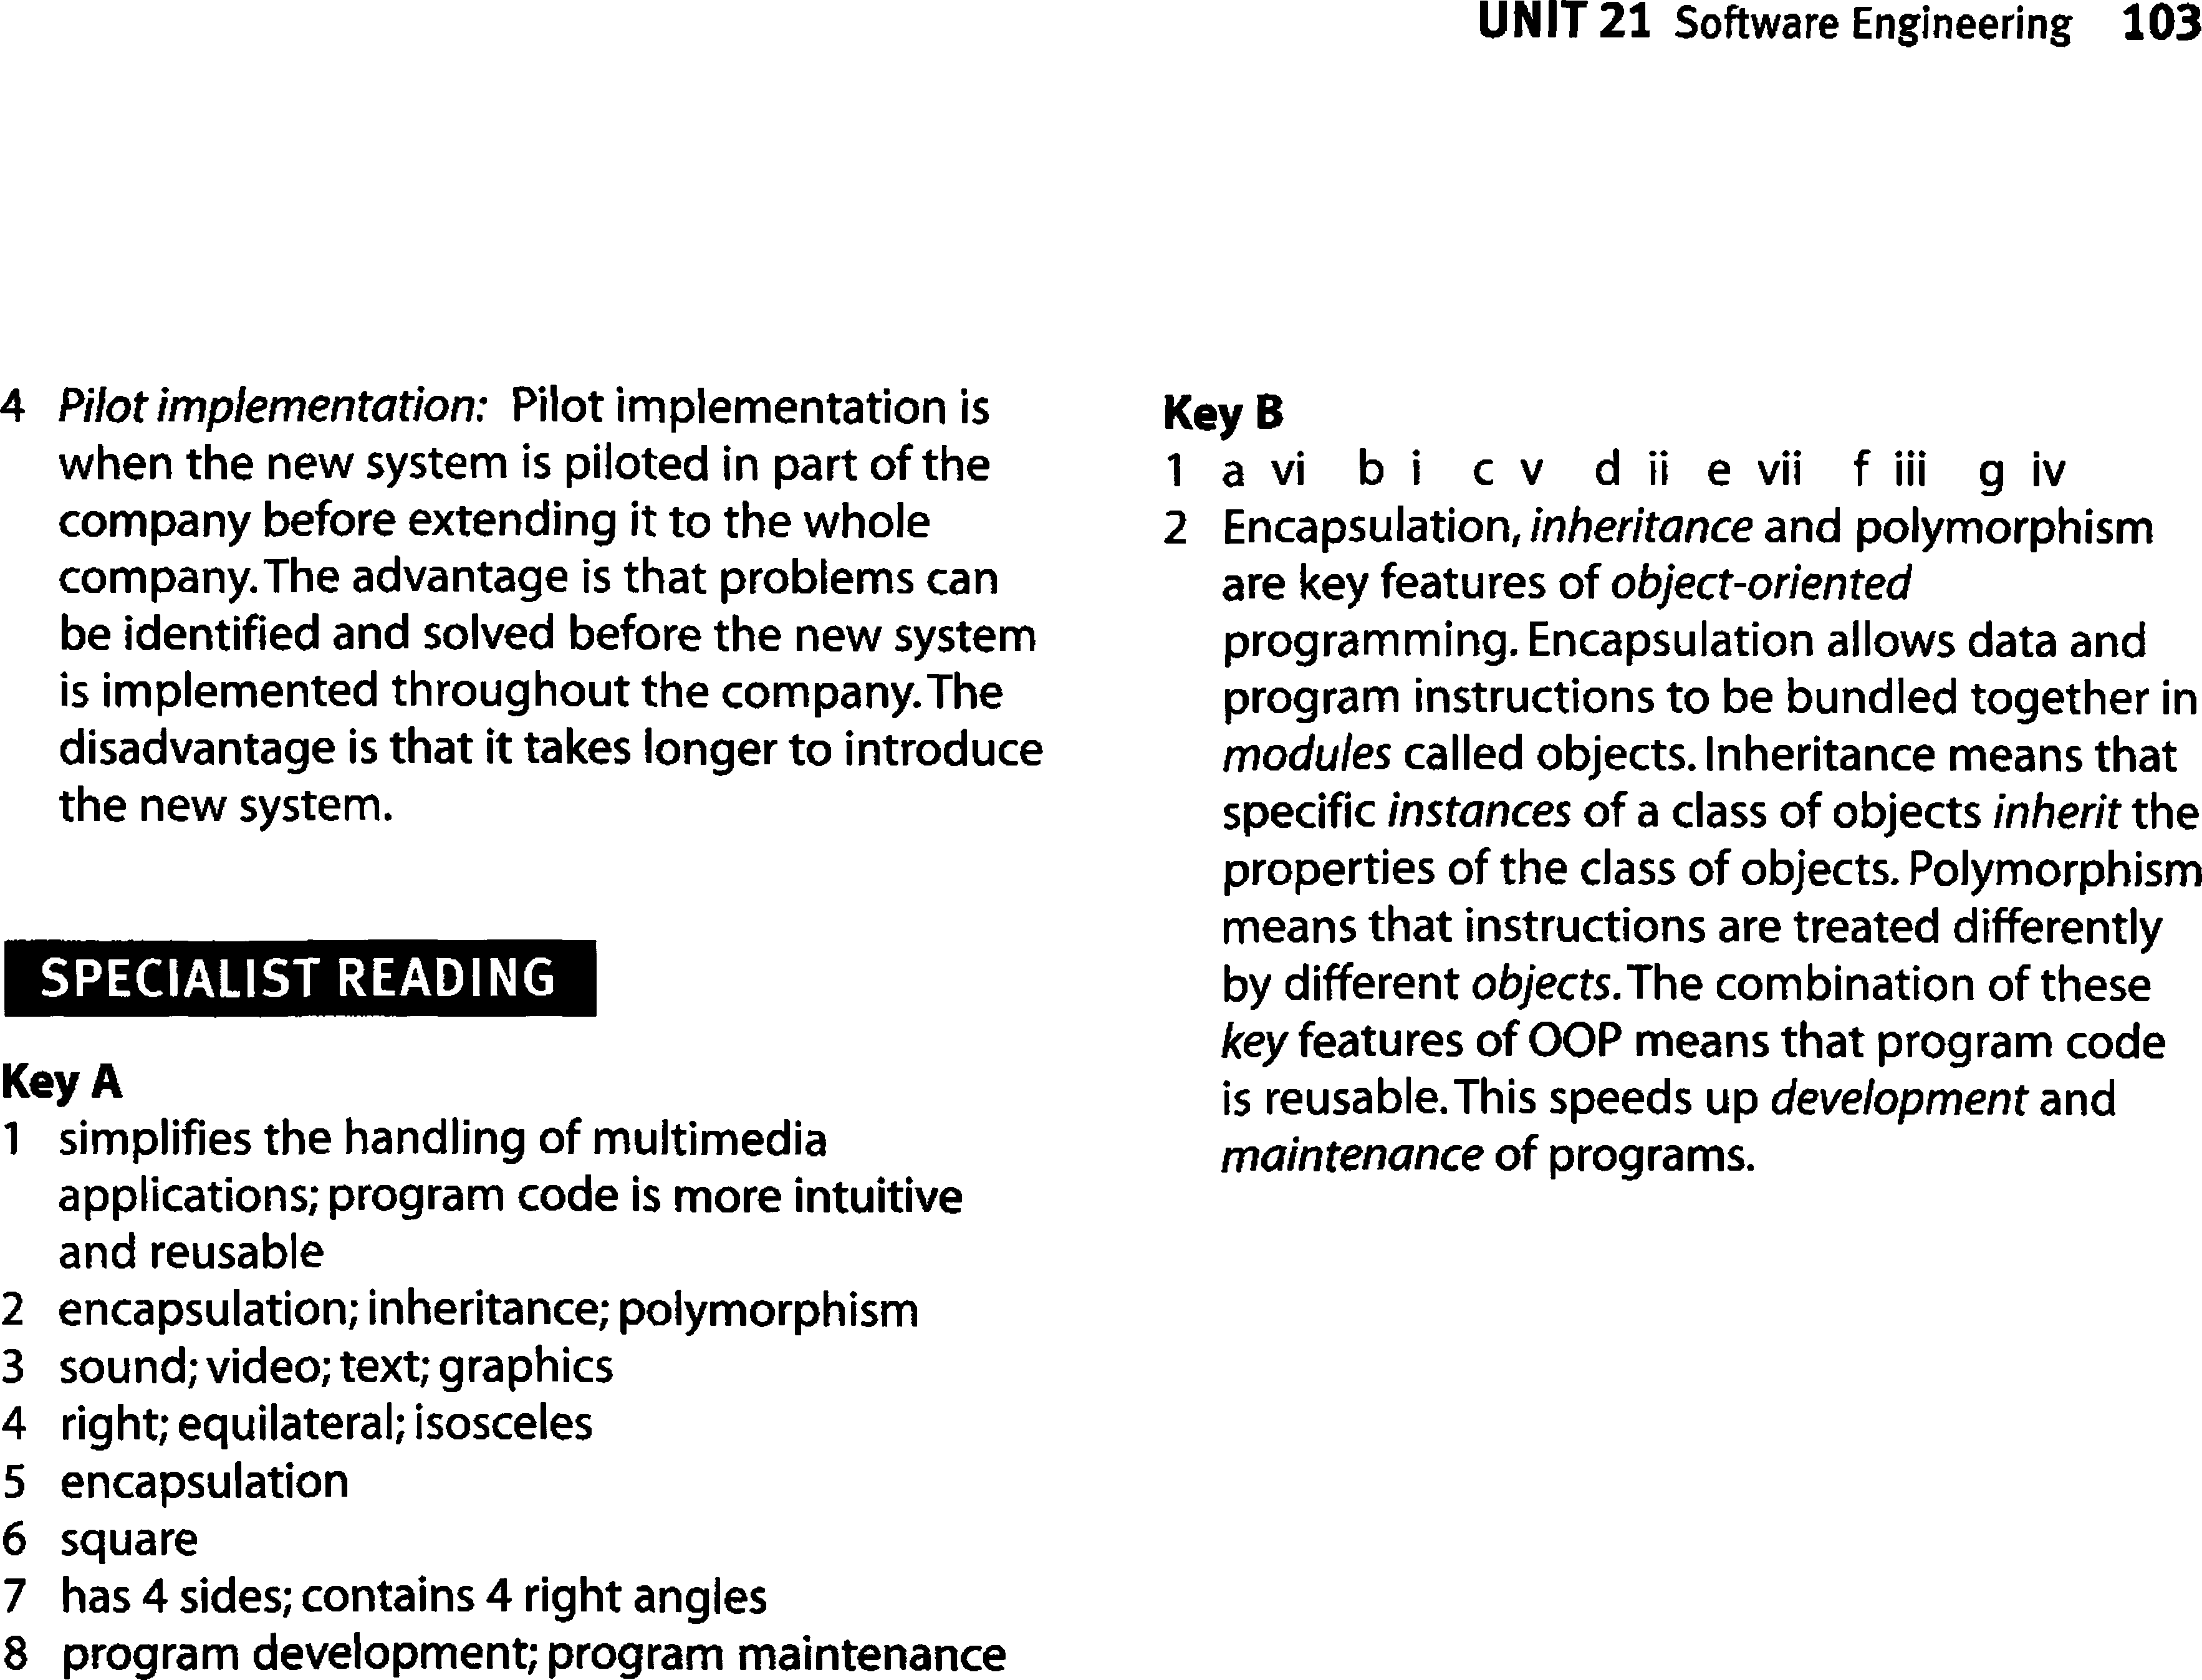 UNIT 21 Software Engineering 103
4 Pilot implementation: Pilot implementation is
when the new system is piloted in part of the
company before extending it to the whole
company. The advantage is that problems can
be identified and solved before the new system
is implemented throughout the company. The
disadvantage is that it takes longer to introduce
the new system.
SPECIALIST READING
Key A
1 simplifies the handling of multimedia
applications; program code is more intuitive
and reusable
2 encapsulation; inheritance; polymorphism
3 sound; video; text; graphics
4 right; equilateral; isosceles
5 encapsulation
6 square
7 has 4 sides; contains 4 right angles
8 program development; program maintenance
Key B
1 a vi b i c v d ii e vii f iii g iv
2 Encapsulation, inheritance and polymorphism
are key features of object-oriented
programming. Encapsulation allows data and
program instructions to be bundled together in
modules called objects. Inheritance means that
specific instances of a class of objects inherit the
properties of the class of objects. Polymorphism
means that instructions are treated differently
by different objects. The combination of these
key features of OOP means that program code
is reusable. This speeds up development and
maintenance of programs.